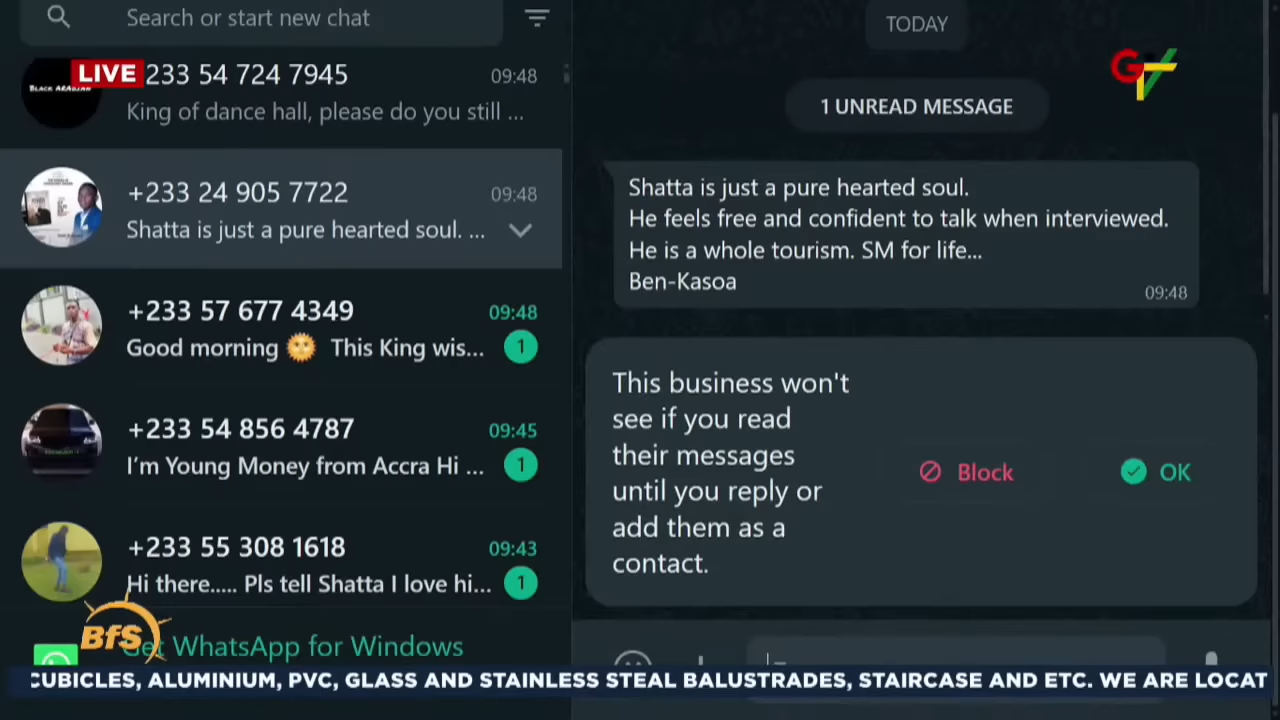 Search or start new chat
LIVE
BLACK ARABIAN
233 54 724 7945
09:48
King of dance hall, please do you still ...
+233 24 905 7722
09:48
Shatta is just a pure hearted soul. ...
+233 57 677 4349
09:48
Good morning 🌞 This King wis...
1
+233 54 856 4787
09:45
I'm Young Money from Accra Hi ...
1
+233 55 308 1618
09:43
Hi there..... Pls tell Shatta I love hi...
1
BfS
Get WhatsApp for Windows
TODAY
GTV
1 UNREAD MESSAGE
Shatta is just a pure hearted soul.
He feels free and confident to talk when interviewed.
He is a whole tourism. SM for life...
Ben-Kasoa
09:48
This business won't
see if you read
their messages
until you reply or
add them as a
contact.
Block
OK
CUBICLES, ALUMINIUM, PVC, GLASS AND STAINLESS STEAL BALUSTRADES, STAIRCASE AND ETC. WE ARE LOCAT